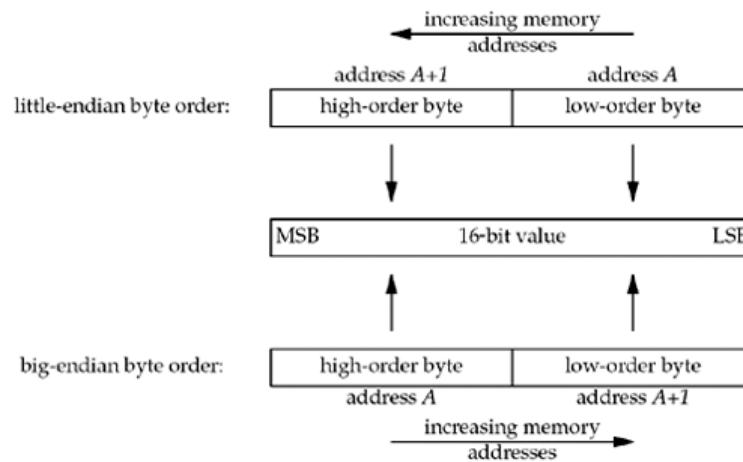 increasing memory
addresses
address A+1 address A
little-endian byte order: high-order byte low-order byte
MSB 16-bit value LSB
big-endian byte order: high-order byte low-order byte
address A address A+1
increasing memory
addresses